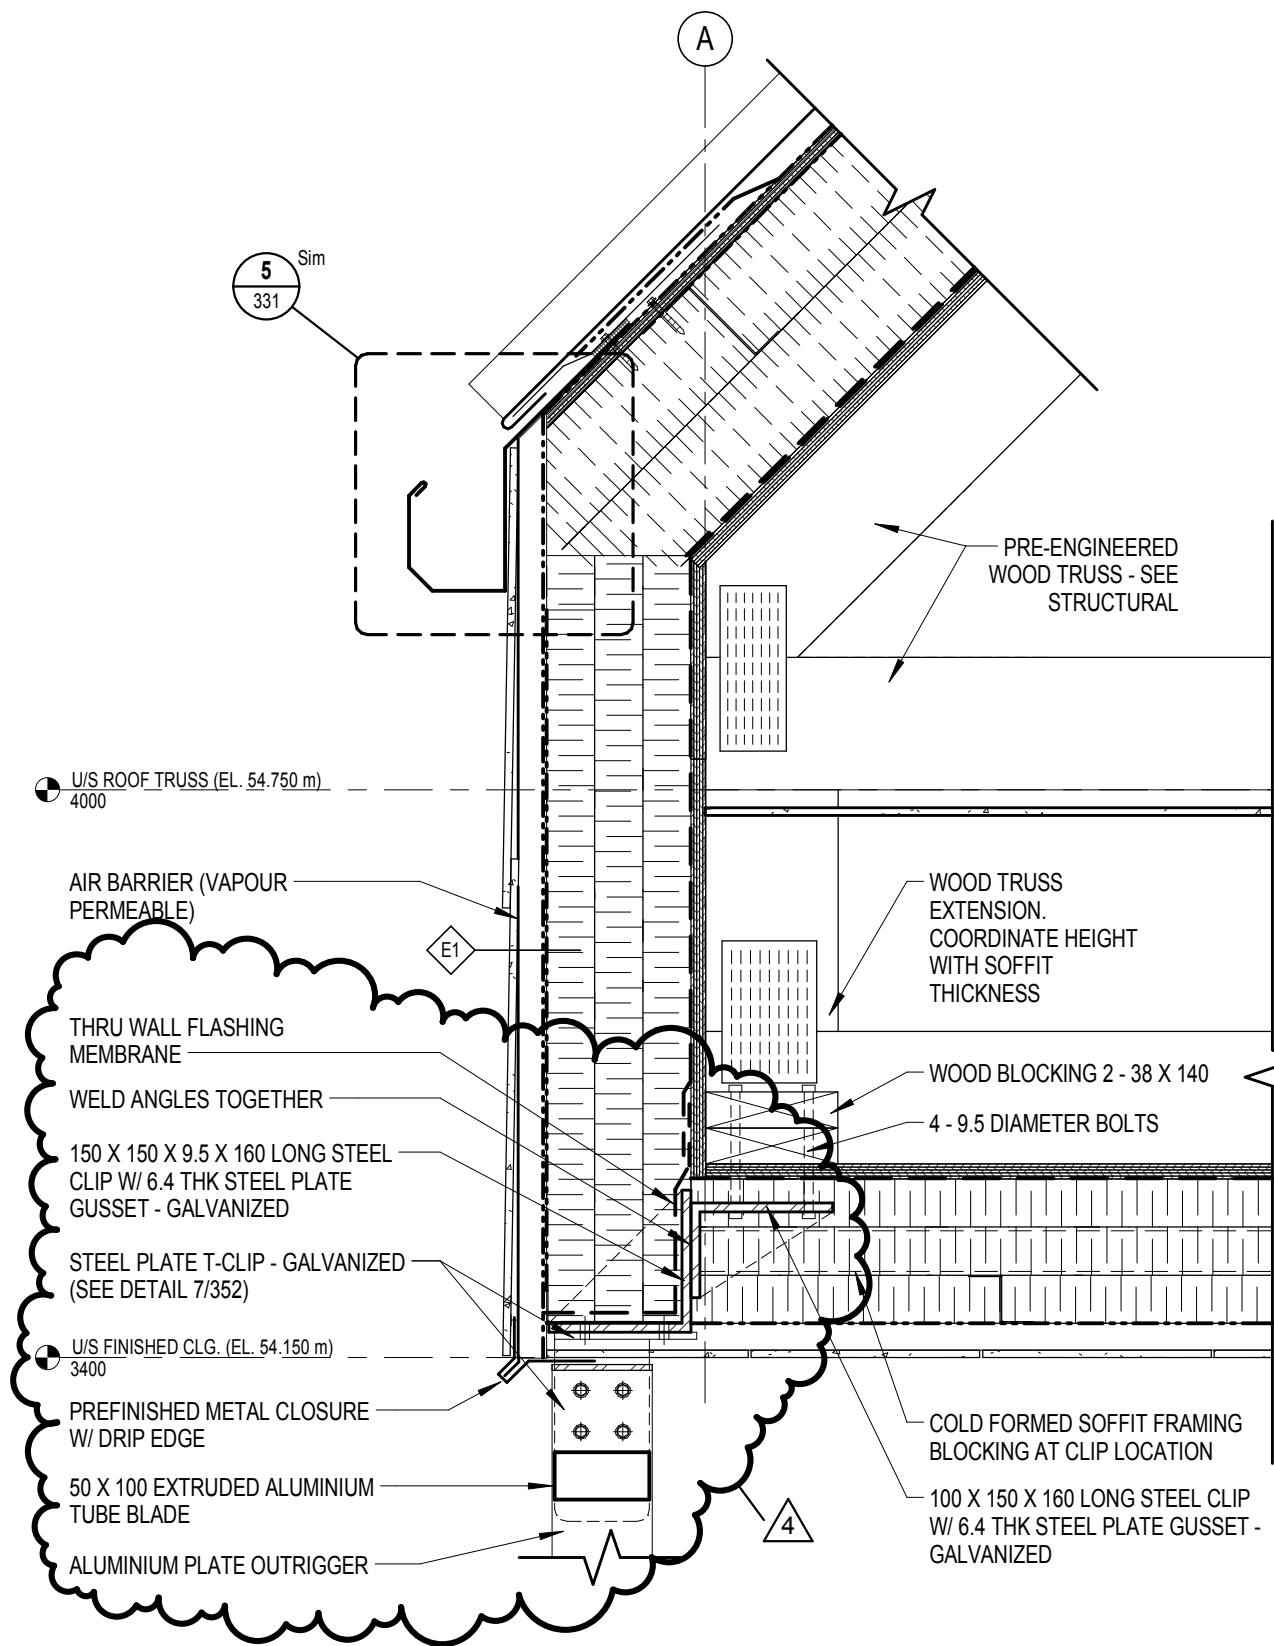 A
5
Sim
331
PRE-ENGINEERED
WOOD TRUSS - SEE
STRUCTURAL
U/S ROOF TRUSS (EL. 54.750 m)
4000
AIR BARRIER (VAPOUR
PERMEABLE)
E1
WOOD TRUSS
EXTENSION.
COORDINATE HEIGHT
WITH SOFFIT
THICKNESS
THRU WALL FLASHING
MEMBRANE
WELD ANGLES TOGETHER
150 X 150 X 9.5 X 160 LONG STEEL
CLIP W/ 6.4 THK STEEL PLATE
GUSSET - GALVANIZED
STEEL PLATE T-CLIP - GALVANIZED
(SEE DETAIL 7/352)
WOOD BLOCKING 2 - 38 X 140
4 - 9.5 DIAMETER BOLTS
U/S FINISHED CLG. (EL. 54.150 m)
3400
PREFINISHED METAL CLOSURE
W/ DRIP EDGE
50 X 100 EXTRUDED ALUMINIUM
TUBE BLADE
ALUMINIUM PLATE OUTRIGGER
4
COLD FORMED SOFFIT FRAMING
BLOCKING AT CLIP LOCATION
100 X 150 X 160 LONG STEEL CLIP
W/ 6.4 THK STEEL PLATE GUSSET -
GALVANIZED